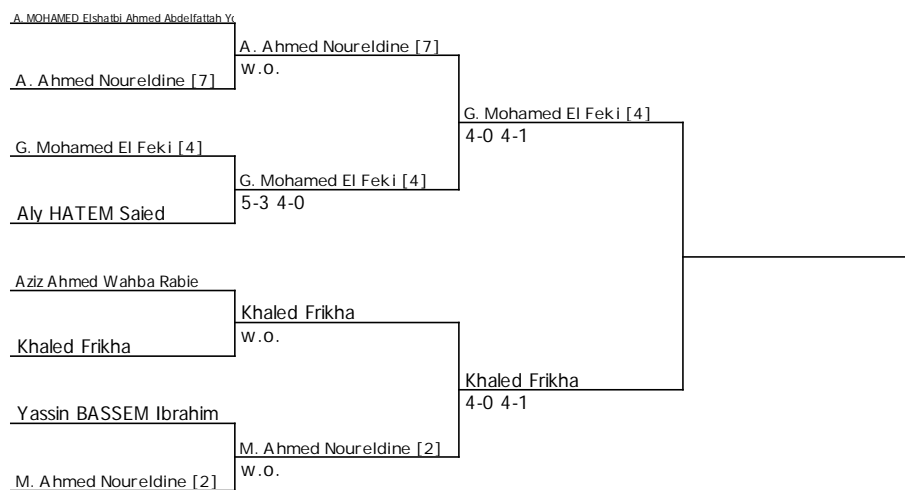 A. MOHAMED Elshatbi Ahmed Abdelfattah
A. Ahmed Noureldine [7]
w.o.
A. Ahmed Noureldine [7]
G. Mohamed El Feki [4]
4-0 4-1
G. Mohamed El Feki [4]
G. Mohamed El Feki [4]
5-3 4-0
Aly HATEM Saied
Aziz Ahmed Wahba Rabie
Khaled Frikha
w.o.
Khaled Frikha
Khaled Frikha
4-0 4-1
Yassin BASSEM Ibrahim
M. Ahmed Noureldine [2]
w.o.
M. Ahmed Noureldine [2]